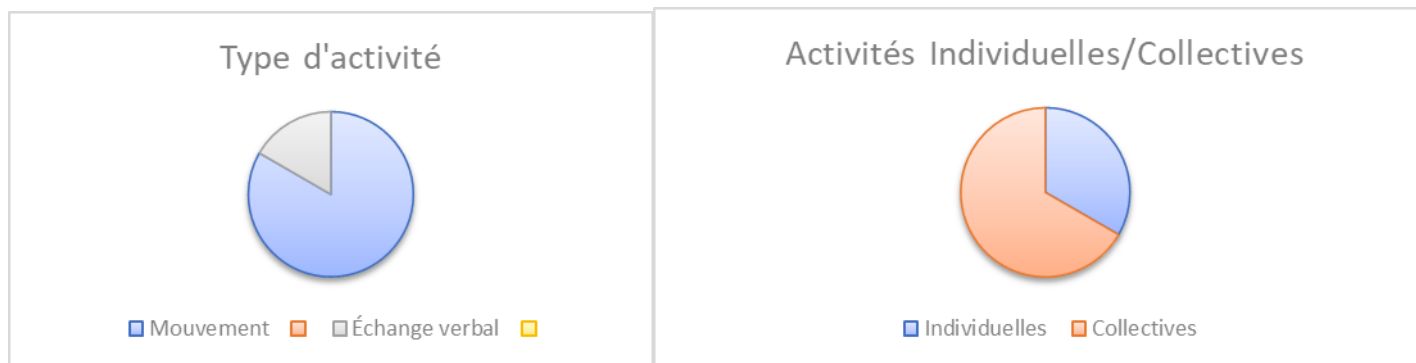 Type d'activité
Mouvement Échange verbal
Activités Individuelles/Collectives
Individuelles Collectives